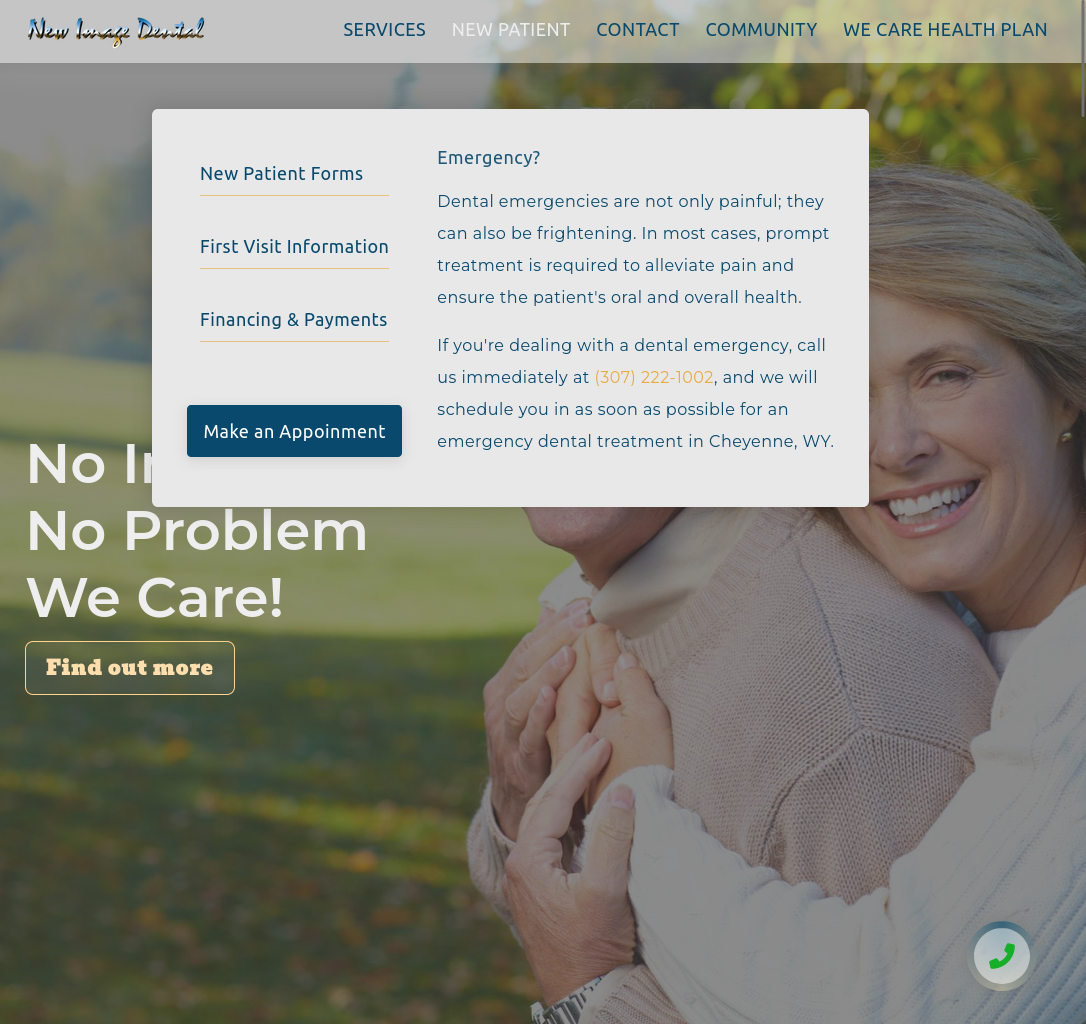 New Image Dental
SERVICES
NEW PATIENT
CONTACT
COMMUNITY
WE CARE HEALTH PLAN
New Patient Forms
First Visit Information
Financing & Payments
Make an Appoinment
Emergency?
Dental emergencies are not only painful; they
can also be frightening. In most cases, prompt
treatment is required to alleviate pain and
ensure the patient's oral and overall health.
If you're dealing with a dental emergency, call
us immediately at (307) 222-1002, and we will
schedule you in as soon as possible for an
emergency dental treatment in Cheyenne, WY.
No
No Problem
We Care!
Find out more